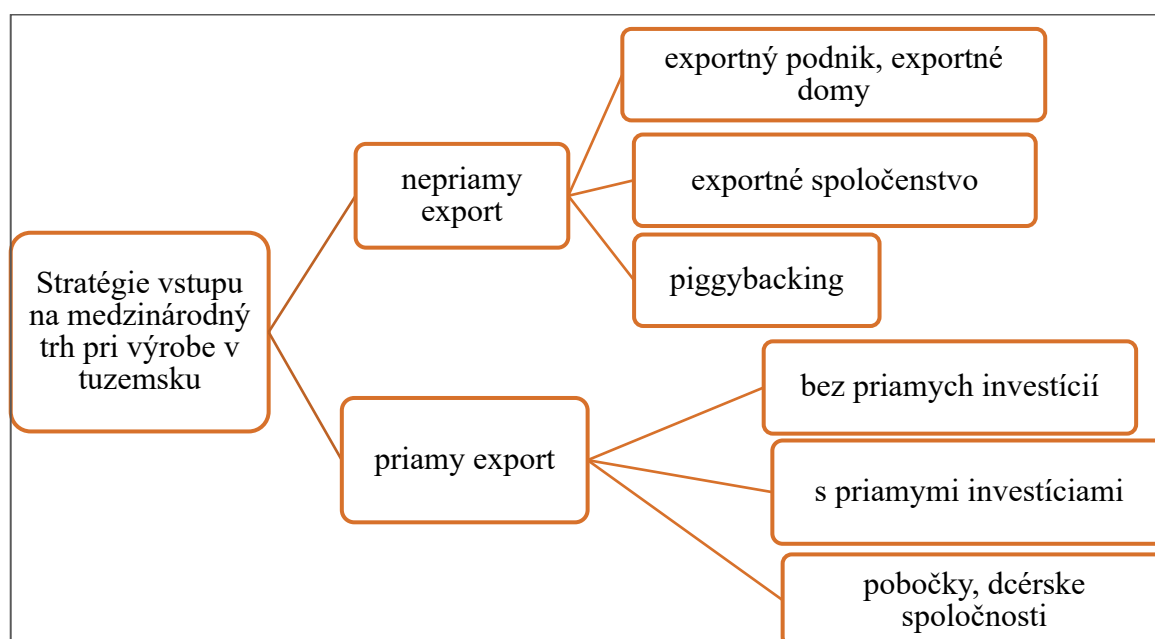 Stratégie vstupu
na medzinárodný
trh pri výrobe v
tuzemsku
nepriamy
export
exportný podnik, exportné
domy
exportné spoločenstvo
piggybacking
priamy export
bez priamych investícií
s priamymi investíciami
pobočky, dcérske
spoločnosti